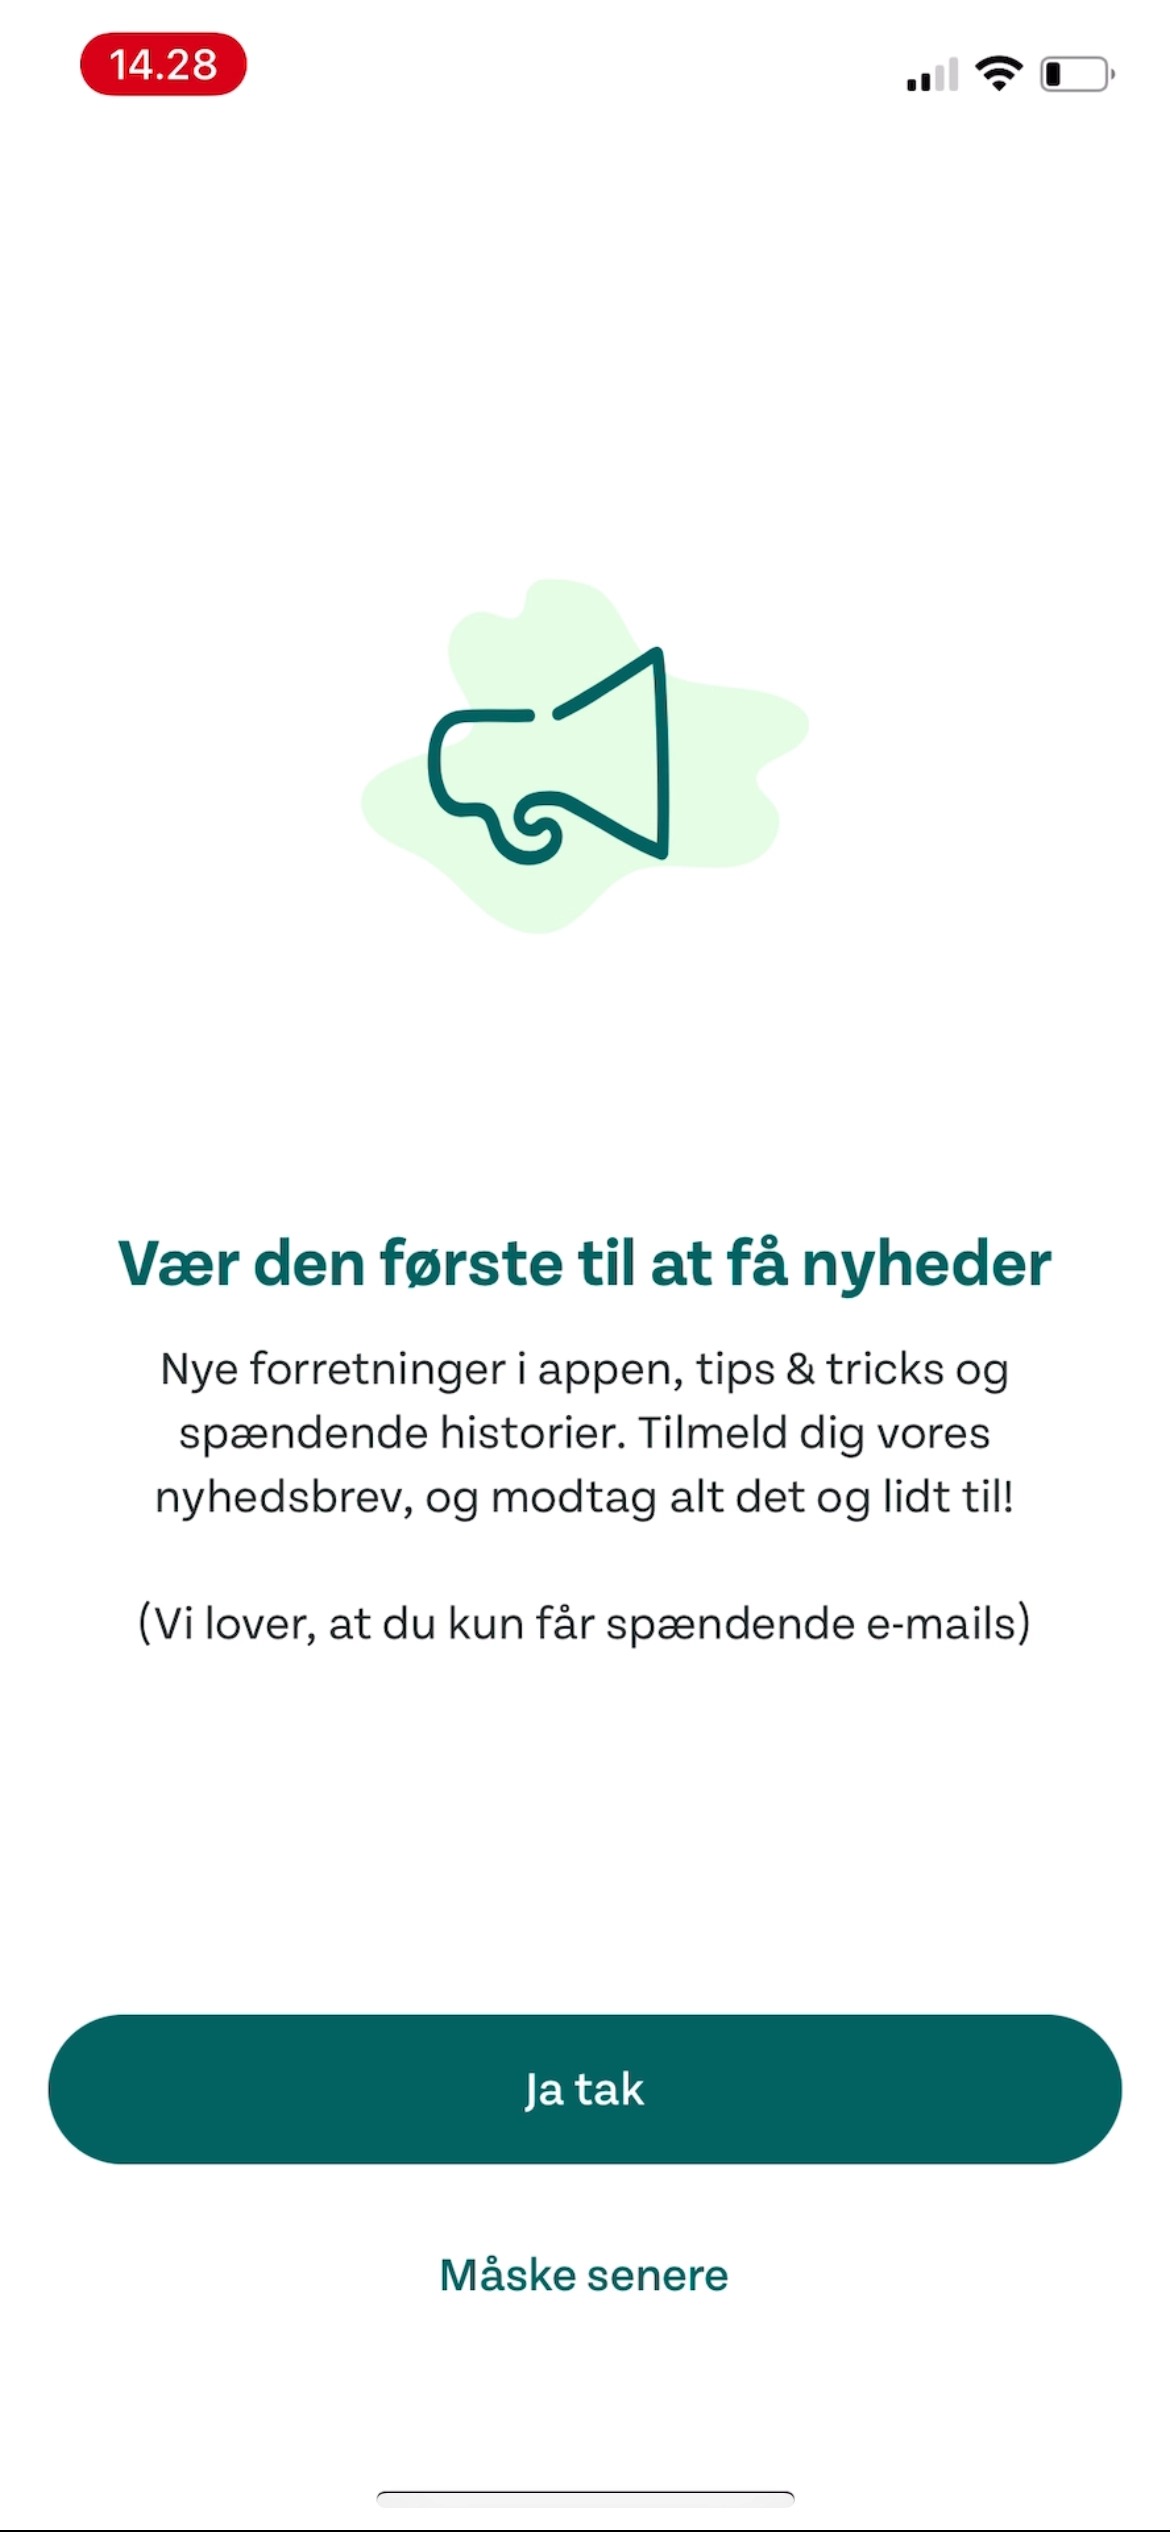 14.28
Vær den første til at få nyheder
Nye forretninger i appen, tips & tricks og
spændende historier. Tilmeld dig vores
nyhedsbrev, og modtag alt det og lidt til!
(Vi lover, at du kun får spændende e-mails)
Ja tak
Måske senere